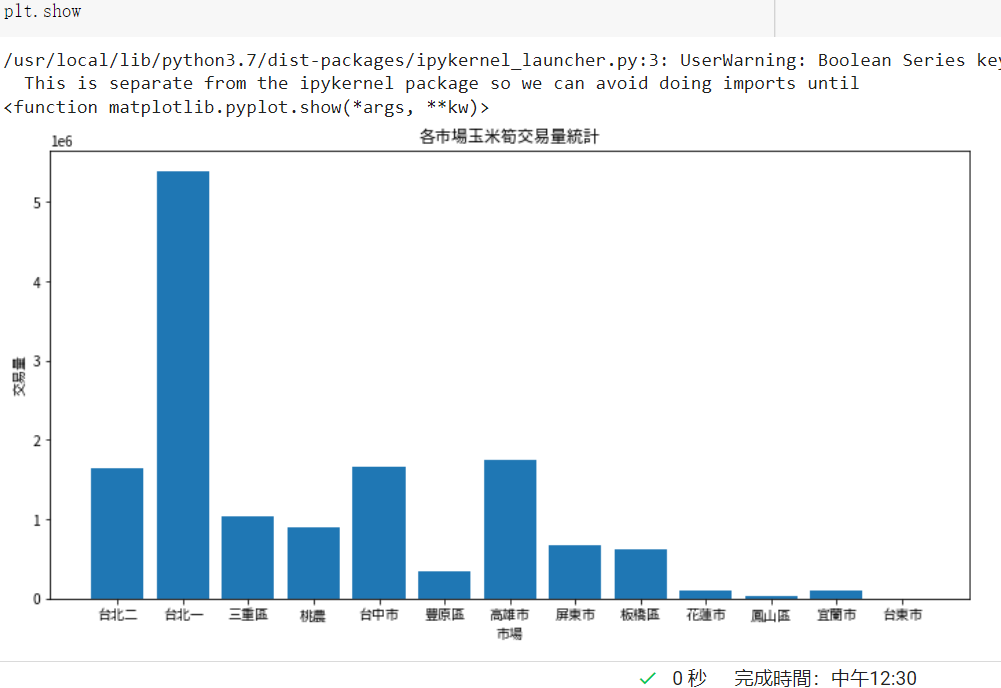 plt.show
/usr/local/lib/python3.7/dist-packages/ipykernel_launcher.py:3: UserWarning: Boolean Series key
This is separate from the ipykernel package so we can avoid doing imports until
<function matplotlib.pyplot.show(*args, **kw)>
各市場玉米筍交易量統計
1e6
5
4
3
2
1
0
交易量
台北二 台北一 三重區 桃農 台中市 豐原區 高雄市 屏東市 板橋區 花蓮市 鳳山區 宜蘭市 台東市
市場
0 秒 完成時間：中午12:30